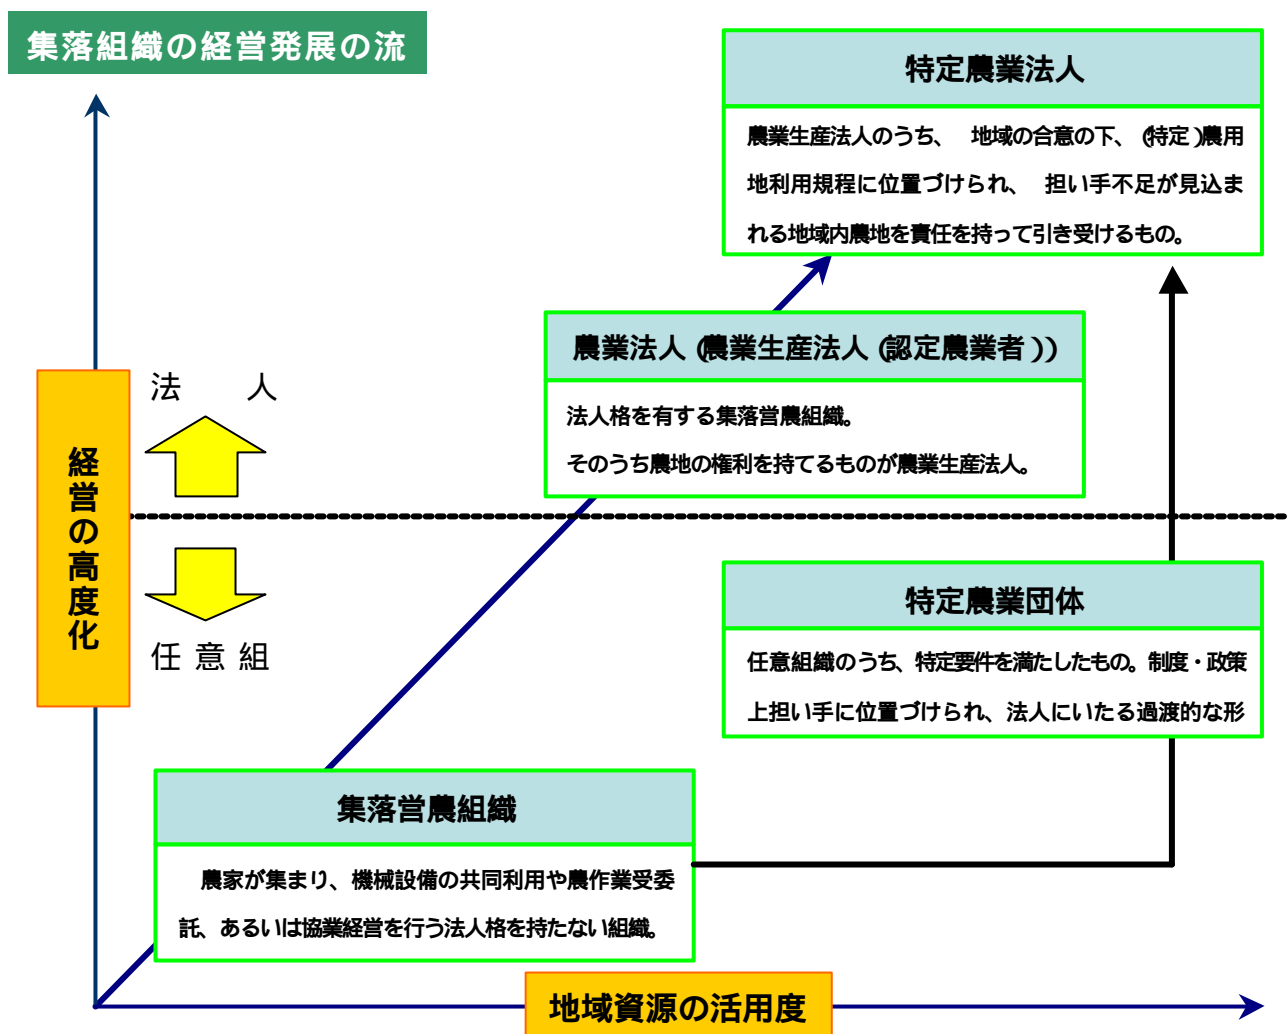 集落組織の経営発展の流
特定農業法人
農業生産法人のうち、　地域の合意の下、(特定)農用
地利用規程に位置づけられ、　担い手不足が見込ま
れる地域内農地を責任を持って引き受けるもの。
農業法人(農業生産法人(認定農業者))
法人格を有する集落営農組織。
そのうち農地の権利を持てるものが農業生産法人。
法　人
経営の高度化
任意組
特定農業団体
任意組織のうち、特定要件を満たしたもの。制度・政策
上担い手に位置づけられ、法人にいたる過渡的な形
集落営農組織
農家が集まり、機械設備の共同利用や農作業受委
託、あるいは協業経営を行う法人格を持たない組織。
地域資源の活用度